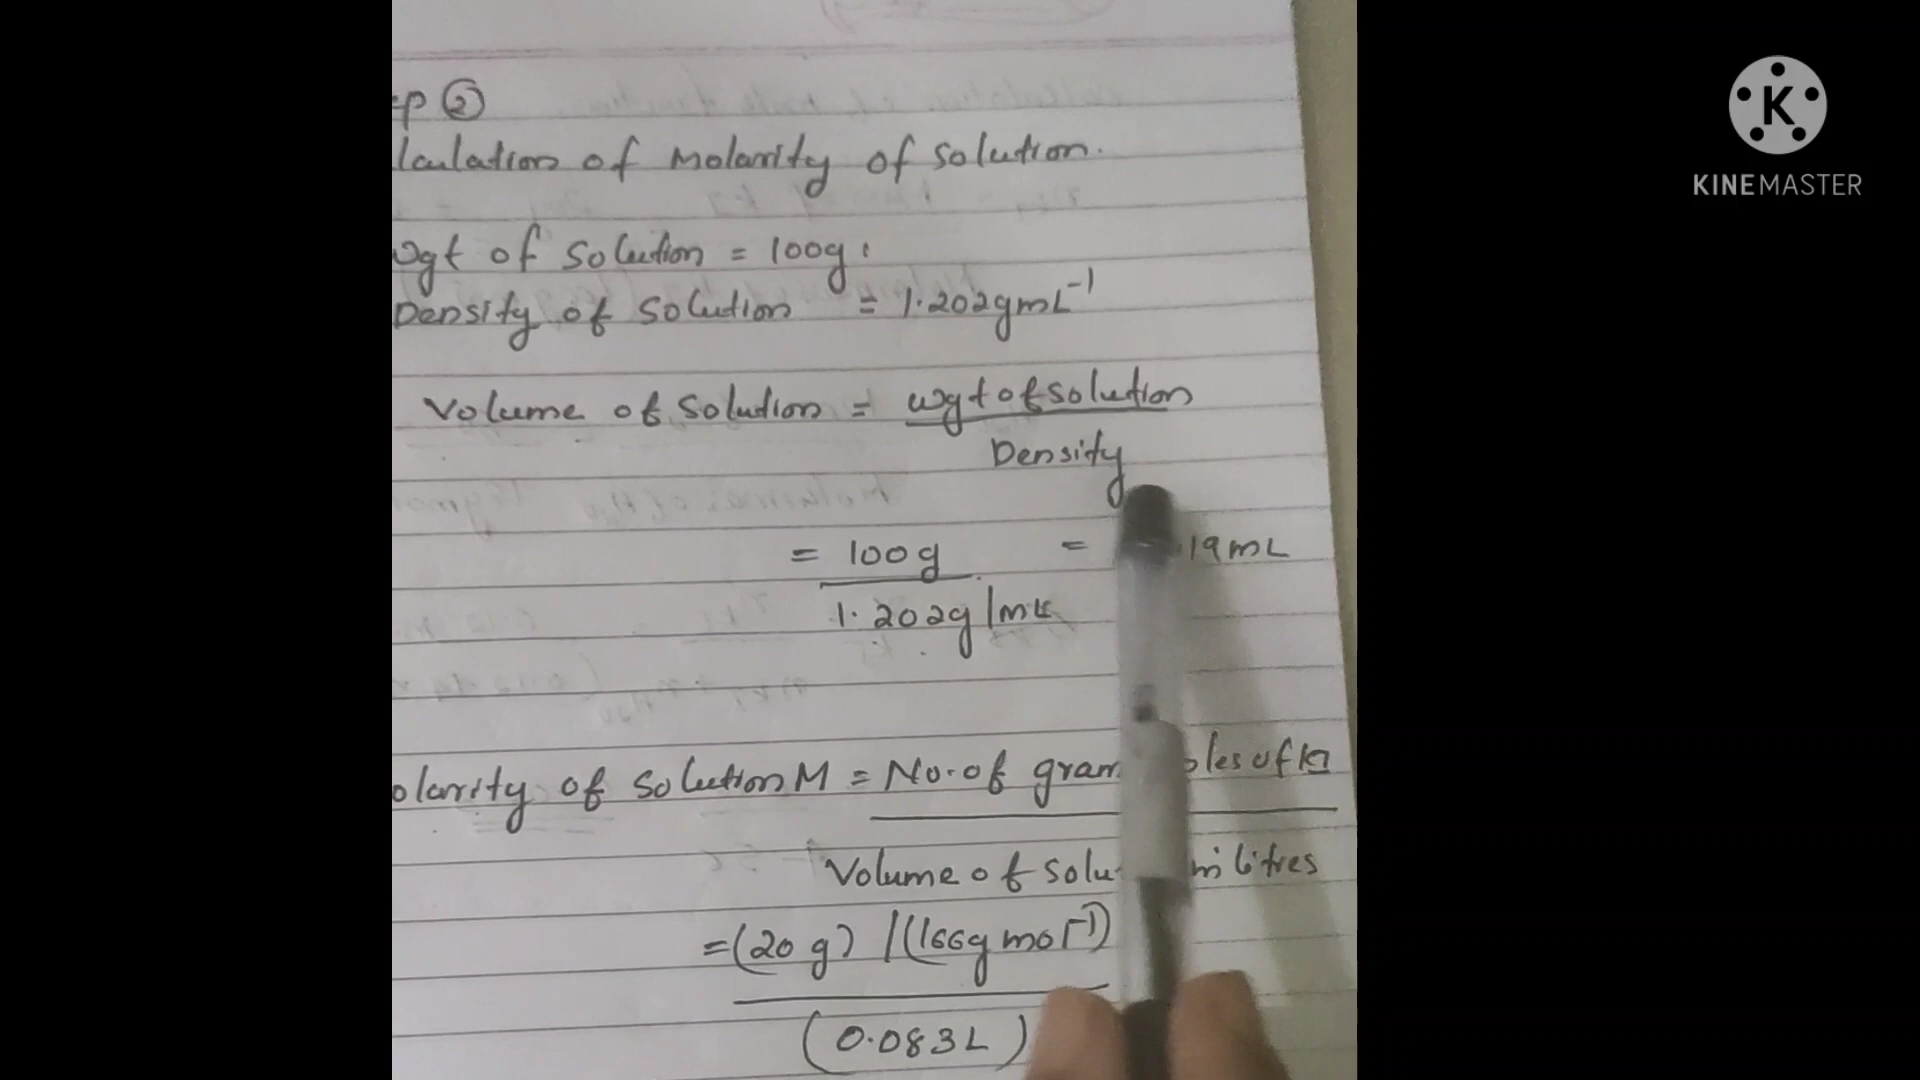 ep ②
lculation of Molarity of solution.
wgt of solution = 100g.
Density of solution = 1.202gmL⁻¹
Volume of solution = wgt of solution
Density
= 100g = 19mL
1.202g/mL
olarity of solution M = No. of gram oles of KI
Volume of solu in litres
= (20 g) / (166g mol⁻¹)
(0.083L)
K
KINEMASTER